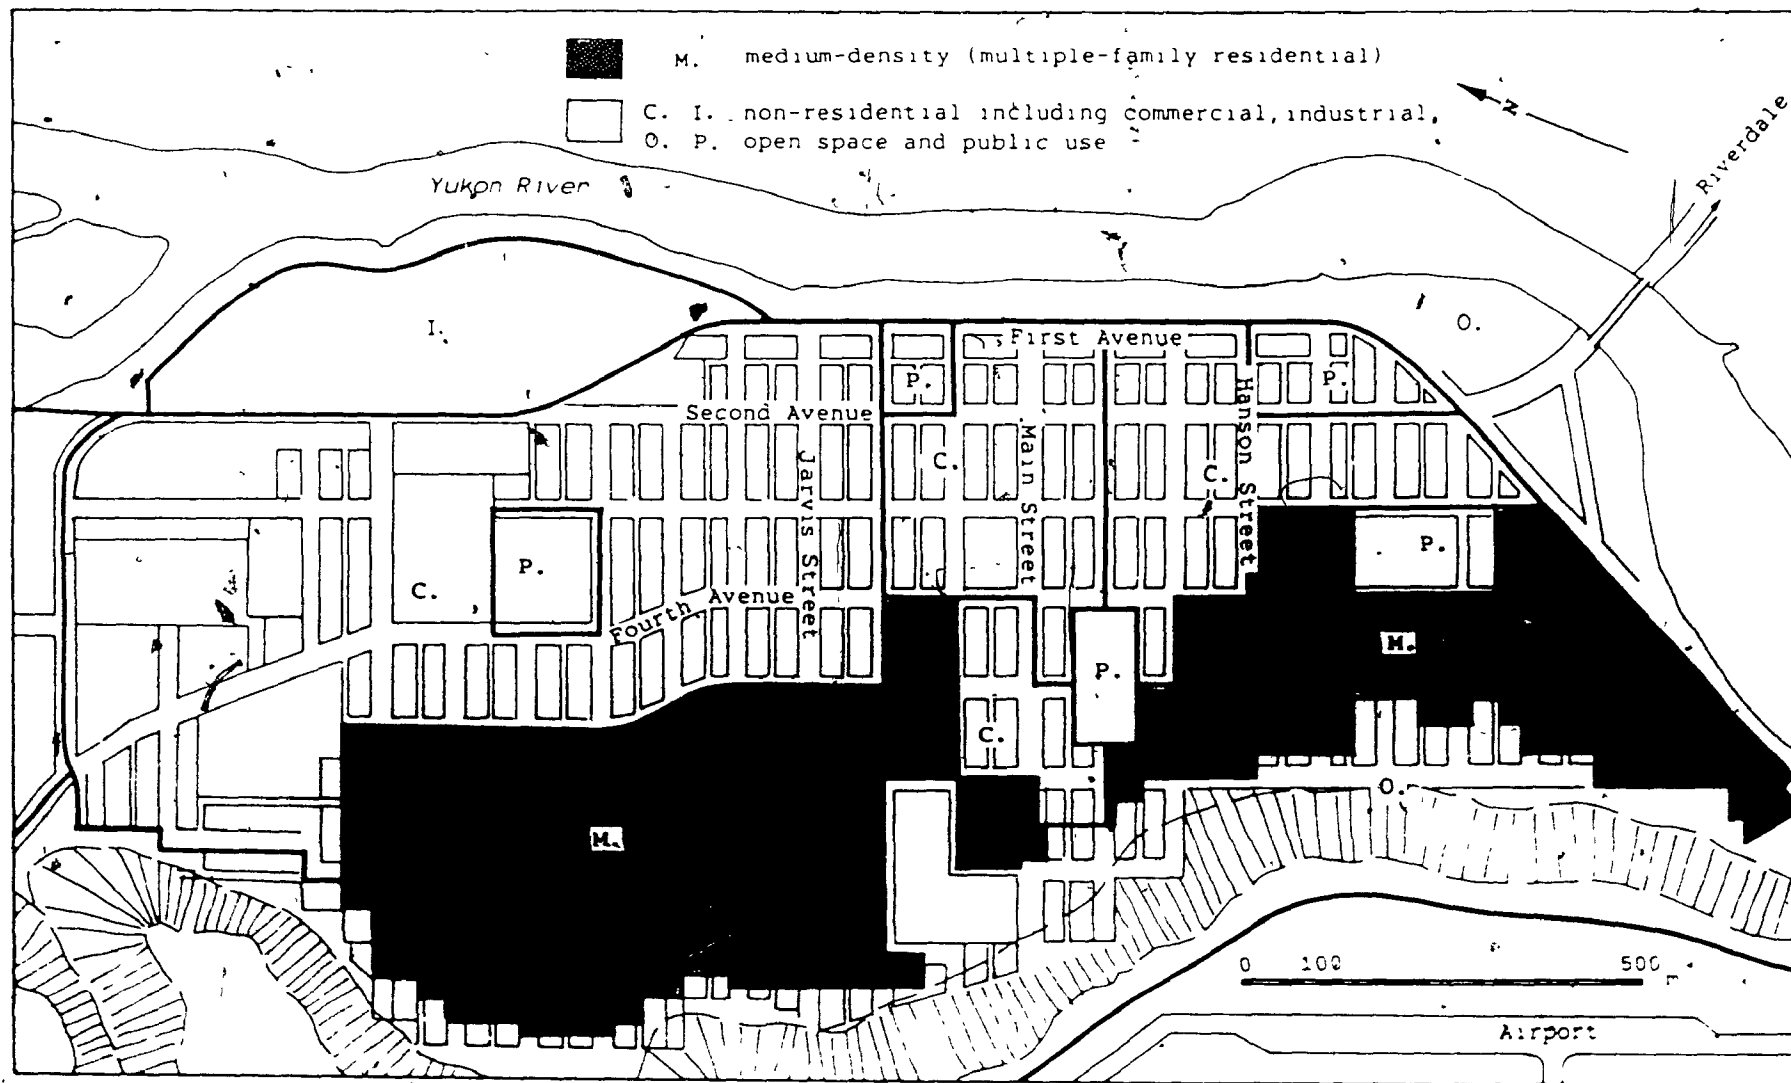 M. medium-density (multiple-family residential)
C. I. non-residential including commercial, industrial,
O. P. open space and public use
N
Riverdale
Yukon River
I.
O.
First Avenue
P.
P.
Second Avenue
Hanson Street
Main Street
Jarvis Street
C.
C.
P.
P.
C.
Fourth Avenue
M.
P.
C.
O.
M.
0 100 500 m
Airport